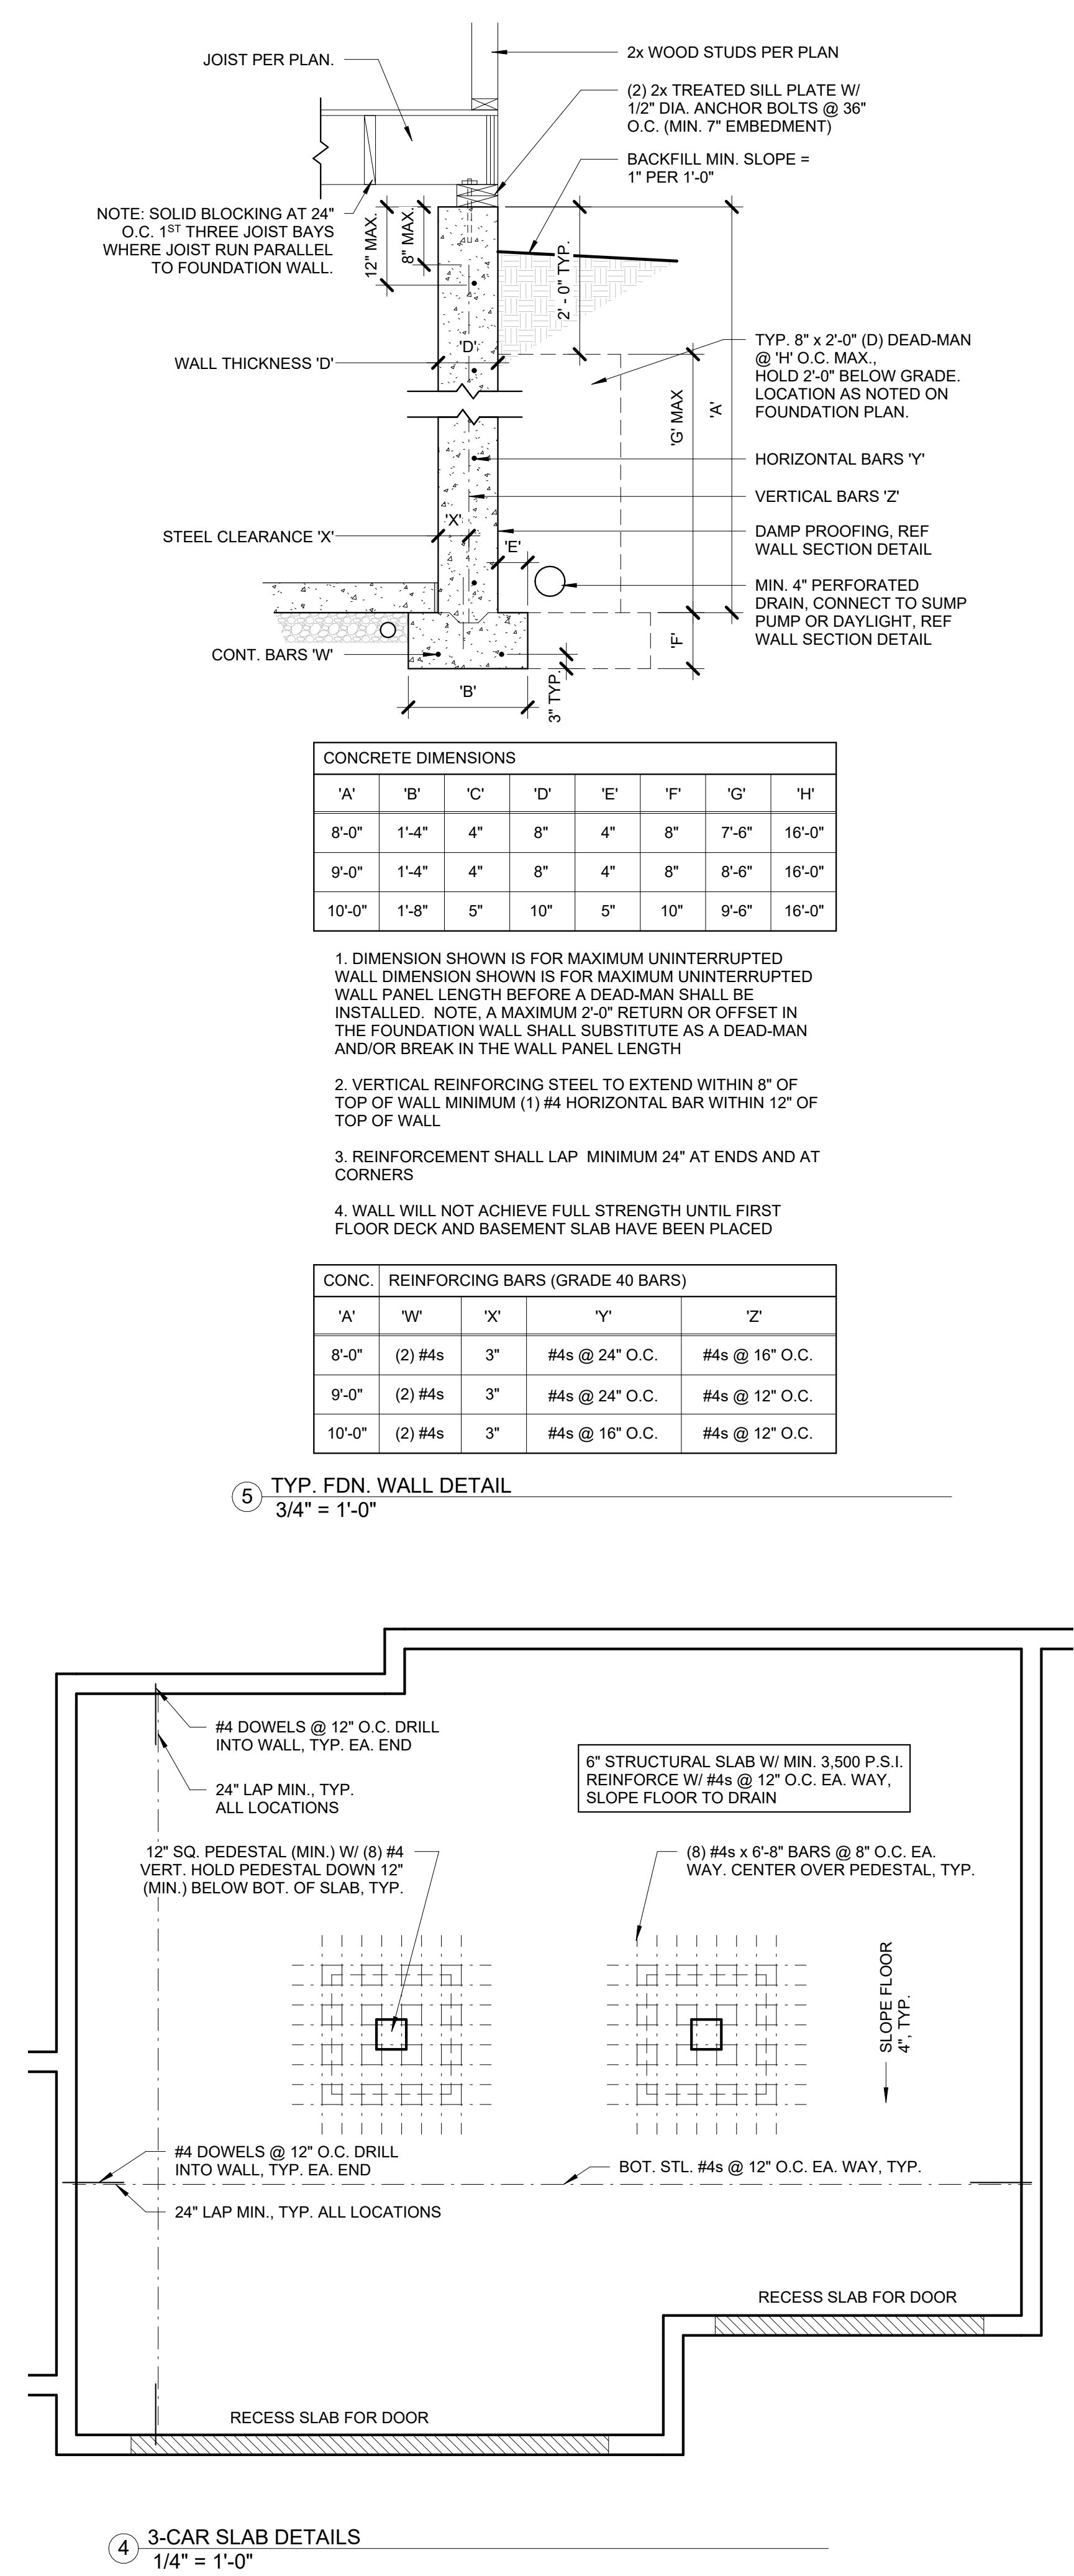 JOIST PER PLAN.
2x WOOD STUDS PER PLAN
(2) 2x TREATED SILL PLATE W/
1/2" DIA. ANCHOR BOLTS @ 36"
O.C. (MIN. 7" EMBEDMENT)
BACKFILL MIN. SLOPE =
1" PER 1'-0"
NOTE: SOLID BLOCKING AT 24"
O.C. 1ST THREE JOIST BAYS
WHERE JOIST RUN PARALLEL
TO FOUNDATION WALL.
12" MAX.
8" MAX.
2' - 0" TYP.
'D'
WALL THICKNESS 'D'
TYP. 8" x 2'-0" (D) DEAD-MAN
@ 'H' O.C. MAX.,
HOLD 2'-0" BELOW GRADE.
LOCATION AS NOTED ON
FOUNDATION PLAN.
'G' MAX
'A'
HORIZONTAL BARS 'Y'
VERTICAL BARS 'Z'
'X'
STEEL CLEARANCE 'X'
'E'
DAMP PROOFING, REF
WALL SECTION DETAIL
MIN. 4" PERFORATED
DRAIN, CONNECT TO SUMP
PUMP OR DAYLIGHT, REF
WALL SECTION DETAIL
'F'
CONT. BARS 'W'
'B'
3" TYP.
CONCRETE DIMENSIONS
'A' 'B' 'C' 'D' 'E' 'F' 'G' 'H'
8'-0" 1'-4" 4" 8" 4" 8" 7'-6" 16'-0"
9'-0" 1'-4" 4" 8" 4" 8" 8'-6" 16'-0"
10'-0" 1'-8" 5" 10" 5" 10" 9'-6" 16'-0"
1. DIMENSION SHOWN IS FOR MAXIMUM UNINTERRUPTED
WALL DIMENSION SHOWN IS FOR MAXIMUM UNINTERRUPTED
WALL PANEL LENGTH BEFORE A DEAD-MAN SHALL BE
INSTALLED. NOTE, A MAXIMUM 2'-0" RETURN OR OFFSET IN
THE FOUNDATION WALL SHALL SUBSTITUTE AS A DEAD-MAN
AND/OR BREAK IN THE WALL PANEL LENGTH
2. VERTICAL REINFORCING STEEL TO EXTEND WITHIN 8" OF
TOP OF WALL MINIMUM (1) #4 HORIZONTAL BAR WITHIN 12" OF
TOP OF WALL
3. REINFORCEMENT SHALL LAP MINIMUM 24" AT ENDS AND AT
CORNERS
4. WALL WILL NOT ACHIEVE FULL STRENGTH UNTIL FIRST
FLOOR DECK AND BASEMENT SLAB HAVE BEEN PLACED
CONC. REINFORCING BARS (GRADE 40 BARS)
'A' 'W' 'X' 'Y' 'Z'
8'-0" (2) #4s 3" #4s @ 24" O.C. #4s @ 16" O.C.
9'-0" (2) #4s 3" #4s @ 24" O.C. #4s @ 12" O.C.
10'-0" (2) #4s 3" #4s @ 16" O.C. #4s @ 12" O.C.
5 TYP. FDN. WALL DETAIL
3/4" = 1'-0"
#4 DOWELS @ 12" O.C. DRILL
INTO WALL, TYP. EA. END
24" LAP MIN., TYP.
ALL LOCATIONS
6" STRUCTURAL SLAB W/ MIN. 3,500 P.S.I.
REINFORCE W/ #4s @ 12" O.C. EA. WAY,
SLOPE FLOOR TO DRAIN
12" SQ. PEDESTAL (MIN.) W/ (8) #4
VERT. HOLD PEDESTAL DOWN 12"
(MIN.) BELOW BOT. OF SLAB, TYP.
(8) #4s x 6'-8" BARS @ 8" O.C. EA.
WAY. CENTER OVER PEDESTAL, TYP.
SLOPE FLOOR
4", TYP.
#4 DOWELS @ 12" O.C. DRILL
INTO WALL, TYP. EA. END
BOT. STL. #4s @ 12" O.C. EA. WAY, TYP.
24" LAP MIN., TYP. ALL LOCATIONS
RECESS SLAB FOR DOOR
RECESS SLAB FOR DOOR
4 3-CAR SLAB DETAILS
1/4" = 1'-0"